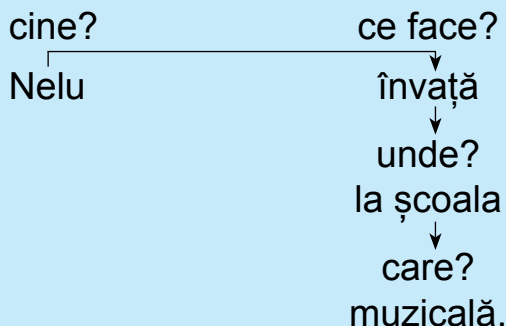 cine? ce face?
Nelu învață
unde?
la școala
care?
muzicală.